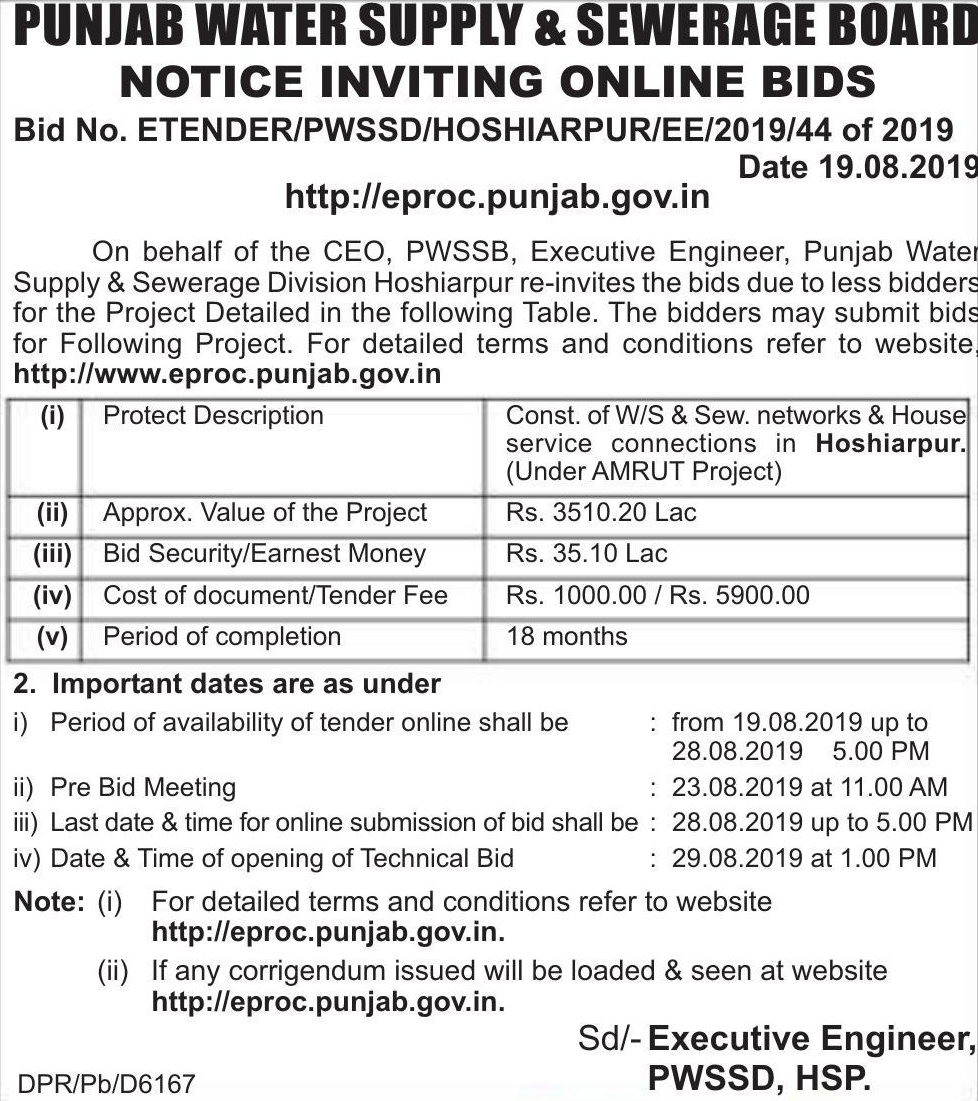 PUNJAB WATER SUPPLY & SEWERAGE BOARD
NOTICE INVITING ONLINE BIDS
Bid No. ETENDER/PWSSD/HOSHIARPUR/EE/2019/44 of 2019
Date 19.08.2019
http://eproc.punjab.gov.in
On behalf of the CEO, PWSSB, Executive Engineer, Punjab Water
Supply & Sewerage Division Hoshiarpur re-invites the bids due to less bidders
for the Project Detailed in the following Table. The bidders may submit bids
for Following Project. For detailed terms and conditions refer to website,
http://www.eproc.punjab.gov.in
(i) Protect Description Const. of W/S & Sew. networks & House
service connections in Hoshiarpur.
(Under AMRUT Project)
(ii) Approx. Value of the Project Rs. 3510.20 Lac
(iii) Bid Security/Earnest Money Rs. 35.10 Lac
(iv) Cost of document/Tender Fee Rs. 1000.00 / Rs. 5900.00
(v) Period of completion 18 months
2. Important dates are as under
i) Period of availability of tender online shall be : from 19.08.2019 up to
28.08.2019 5.00 PM
ii) Pre Bid Meeting : 23.08.2019 at 11.00 AM
iii) Last date & time for online submission of bid shall be : 28.08.2019 up to 5.00 PM
iv) Date & Time of opening of Technical Bid : 29.08.2019 at 1.00 PM
Note: (i) For detailed terms and conditions refer to website
http://eproc.punjab.gov.in.
(ii) If any corrigendum issued will be loaded & seen at website
http://eproc.punjab.gov.in.
Sd/- Executive Engineer,
DPR/Pb/D6167 PWSSD, HSP.